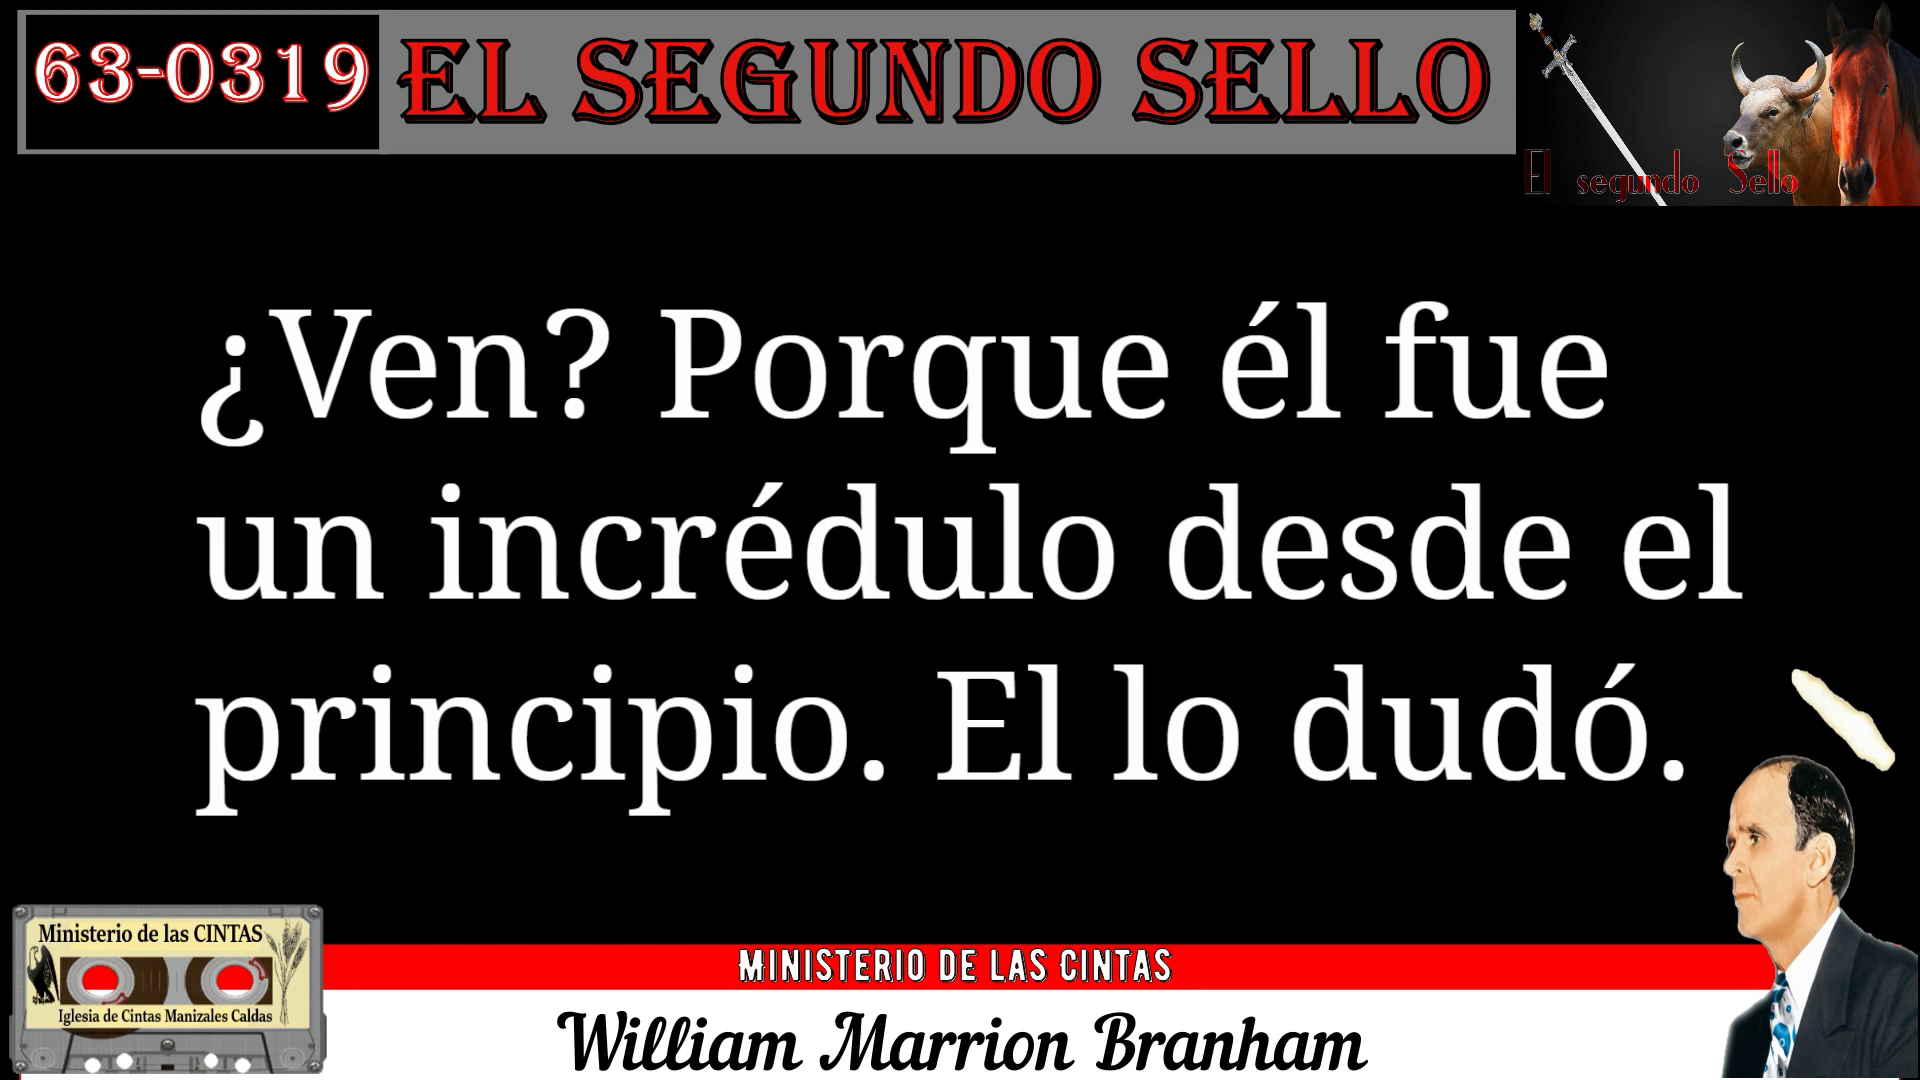 63-0319 EL SEGUNDO SELLO
El segundo Sello
¿Ven? Porque él fue
un incrédulo desde el
principio. El lo dudó.
Ministerio de las CINTAS
Iglesia de Cintas Manizales Caldas
MINISTERIO DE LAS CINTAS
William Marrion Branham